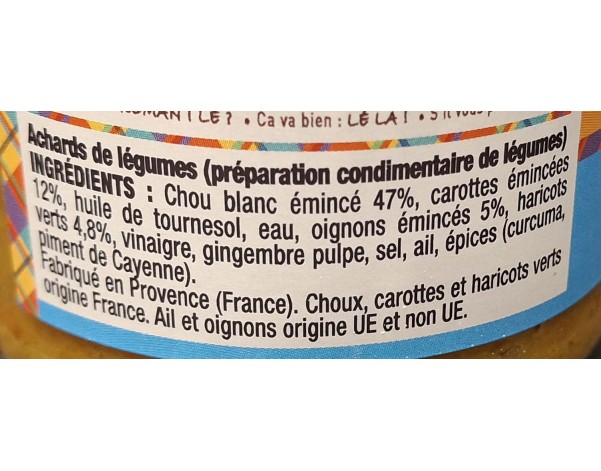 • Ca va bien : LÉ LA !
Achards de légumes (préparation condimentaire de légumes)
INGRÉDIENTS : Chou blanc émincé 47%, carottes émincées
12%, huile de tournesol, eau, oignons émincés 5%, haricots
verts 4,8%, vinaigre, gingembre pulpe, sel, ail, épices (curcuma,
piment de Cayenne).
Fabriqué en Provence (France). Choux, carottes et haricots verts
origine France. Ail et oignons origine UE et non UE.